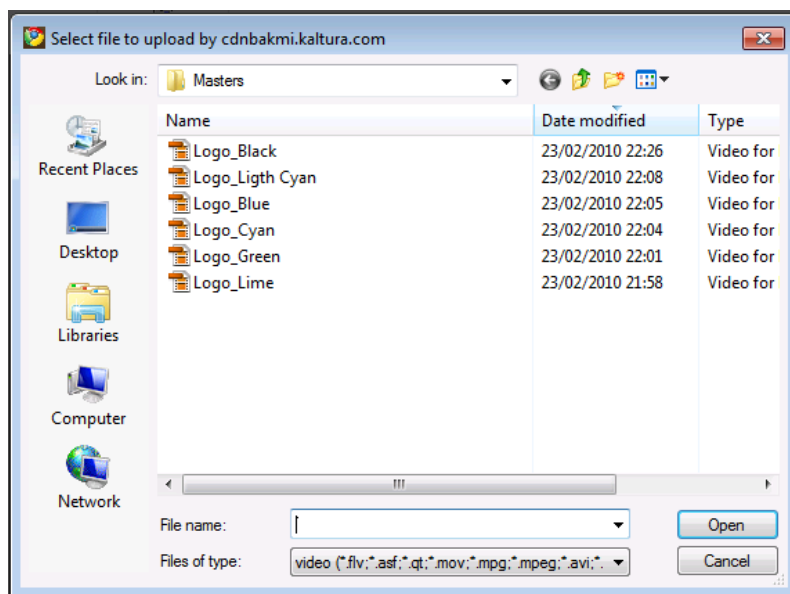 Select file to upload by cdnbakmi.kaltura.com
Look in: Masters
Name Date modified Type
Recent Places
Desktop
Libraries
Computer
Network
Logo_Black 23/02/2010 22:26 Video for
Logo_Ligth Cyan 23/02/2010 22:08 Video for
Logo_Blue 23/02/2010 22:05 Video for
Logo_Cyan 23/02/2010 22:04 Video for
Logo_Green 23/02/2010 22:01 Video for
Logo_Lime 23/02/2010 21:58 Video for
File name: Open
Files of type: video (*.flv;*.asf;*.qt;*.mov;*.mpg;*.mpeg;*.avi;*. Cancel